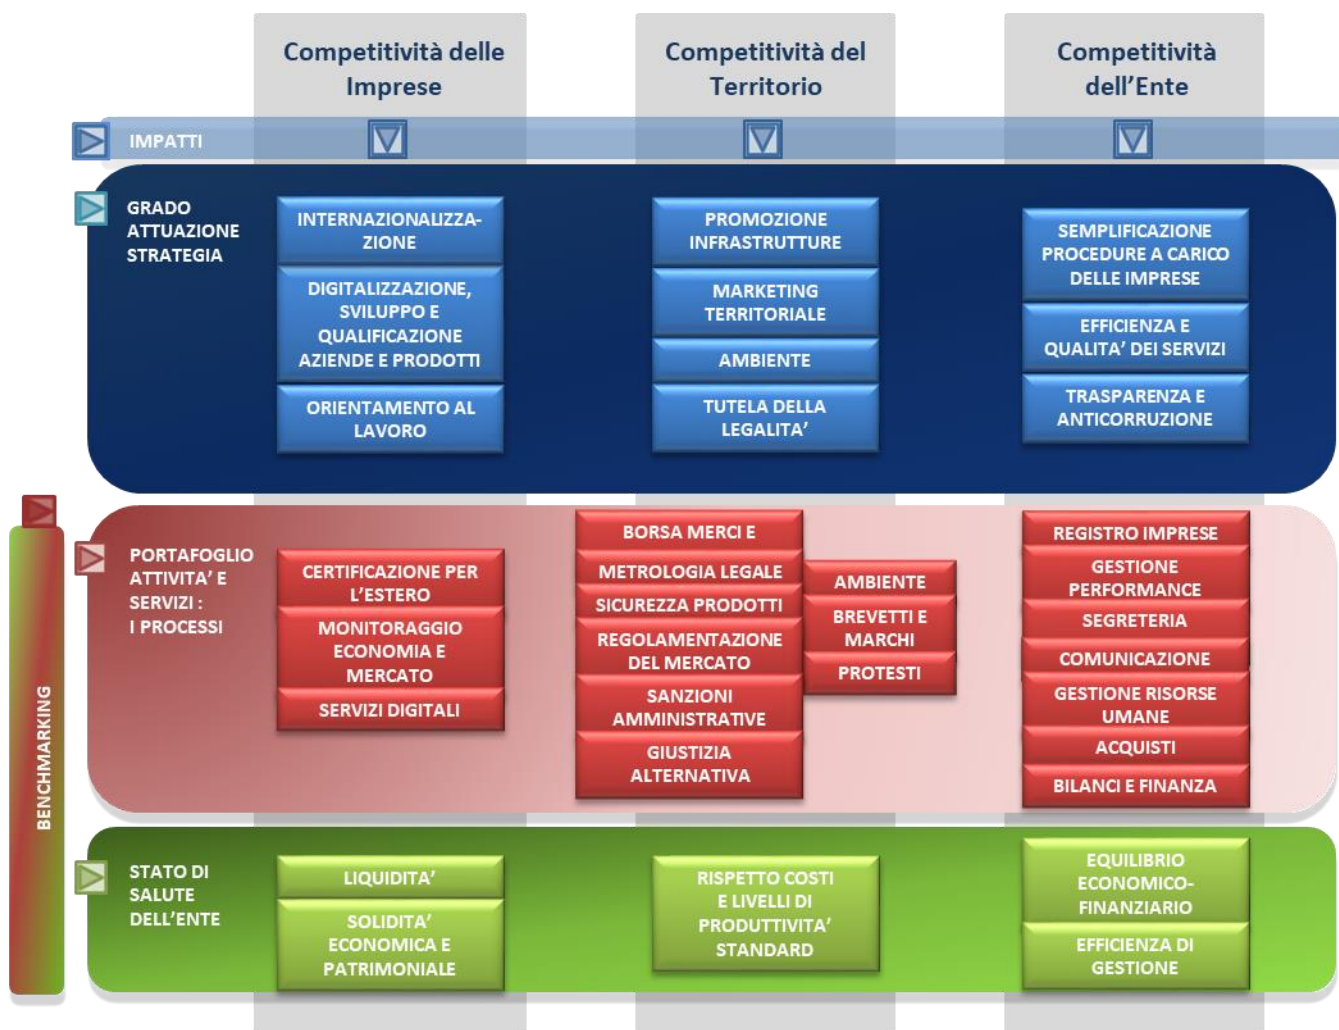 Competitività delle
Imprese
Competitività del
Territorio
Competitività
dell'Ente
IMPATTI
GRADO
ATTUAZIONE
STRATEGIA
INTERNAZIONALIZZA-
ZIONE
DIGITALIZZAZIONE,
SVILUPPO E
QUALIFICAZIONE
AZIENDE E PRODOTTI
ORIENTAMENTO AL
LAVORO
PROMOZIONE
INFRASTRUTTURE
MARKETING
TERRITORIALE
AMBIENTE
TUTELA DELLA
LEGALITA'
SEMPLIFICAZIONE
PROCEDURE A CARICO
DELLE IMPRESE
EFFICIENZA E
QUALITA' DEI SERVIZI
TRASPARENZA E
ANTICORRUZIONE
BENCHMARKING
PORTAFOGLIO
ATTIVITA' E
SERVIZI :
I PROCESSI
CERTIFICAZIONE PER
L'ESTERO
MONITORAGGIO
ECONOMIA E
MERCATO
SERVIZI DIGITALI
BORSA MERCI E
METROLOGIA LEGALE
SICUREZZA PRODOTTI
REGOLAMENTAZIONE
DEL MERCATO
SANZIONI
AMMINISTRATIVE
GIUSTIZIA
ALTERNATIVA
AMBIENTE
BREVETTI E
MARCHI
PROTESTI
REGISTRO IMPRESE
GESTIONE
PERFORMANCE
SEGRETERIA
COMUNICAZIONE
GESTIONE RISORSE
UMANE
ACQUISTI
BILANCI E FINANZA
STATO DI
SALUTE
DELL'ENTE
LIQUIDITA'
SOLIDITA'
ECONOMICA E
PATRIMONIALE
RISPETTO COSTI
E LIVELLI DI
PRODUTTIVITA'
STANDARD
EQUILIBRIO
ECONOMICO-
FINANZIARIO
EFFICIENZA DI
GESTIONE